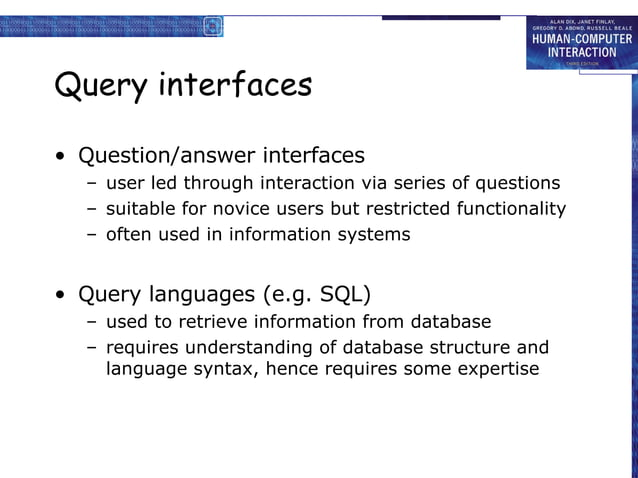 ALAN DIX, JANET FINLAY,
GREGORY D. ABOWD, RUSSELL BEALE
HUMAN-COMPUTER
INTERACTION
THIRD EDITION
Query interfaces
• Question/answer interfaces
– user led through interaction via series of questions
– suitable for novice users but restricted functionality
– often used in information systems
• Query languages (e.g. SQL)
– used to retrieve information from database
– requires understanding of database structure and
language syntax, hence requires some expertise